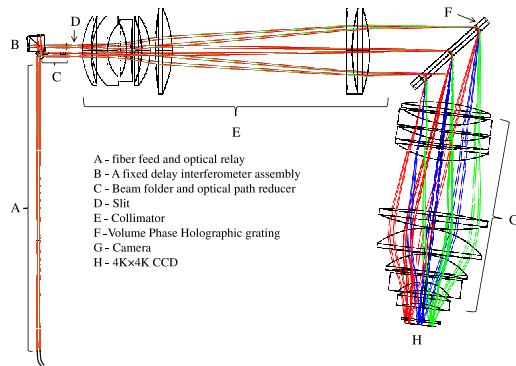 D
F
B
C
E
A - fiber feed and optical relay
B - A fixed delay interferometer assembly
C - Beam folder and optical path reducer
D - Slit
E - Collimator
F -Volume Phase Holographic grating
G - Camera
H - 4K×4K CCD
A
G
H